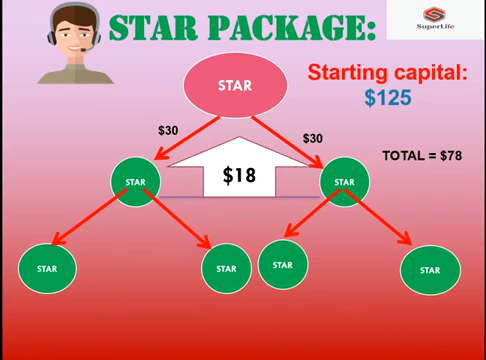 STAR PACKAGE:
SuperLife
Starting capital:
$125
STAR
$30
$30
TOTAL = $78
$18
STAR
STAR
STAR
STAR
STAR
STAR